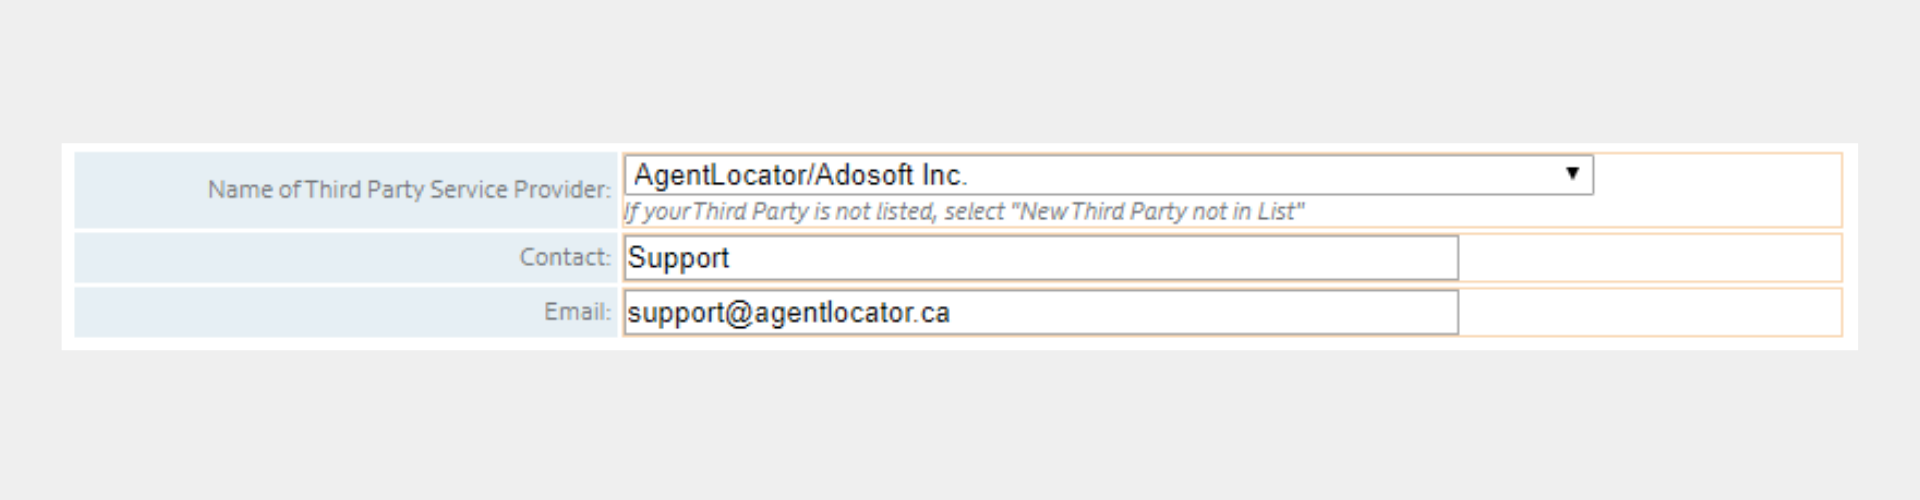 Name of Third Party Service Provider: AgentLocator/Adosoft Inc.
If your Third Party is not listed, select "New Third Party not in List"
Contact: Support
Email: support@agentlocator.ca